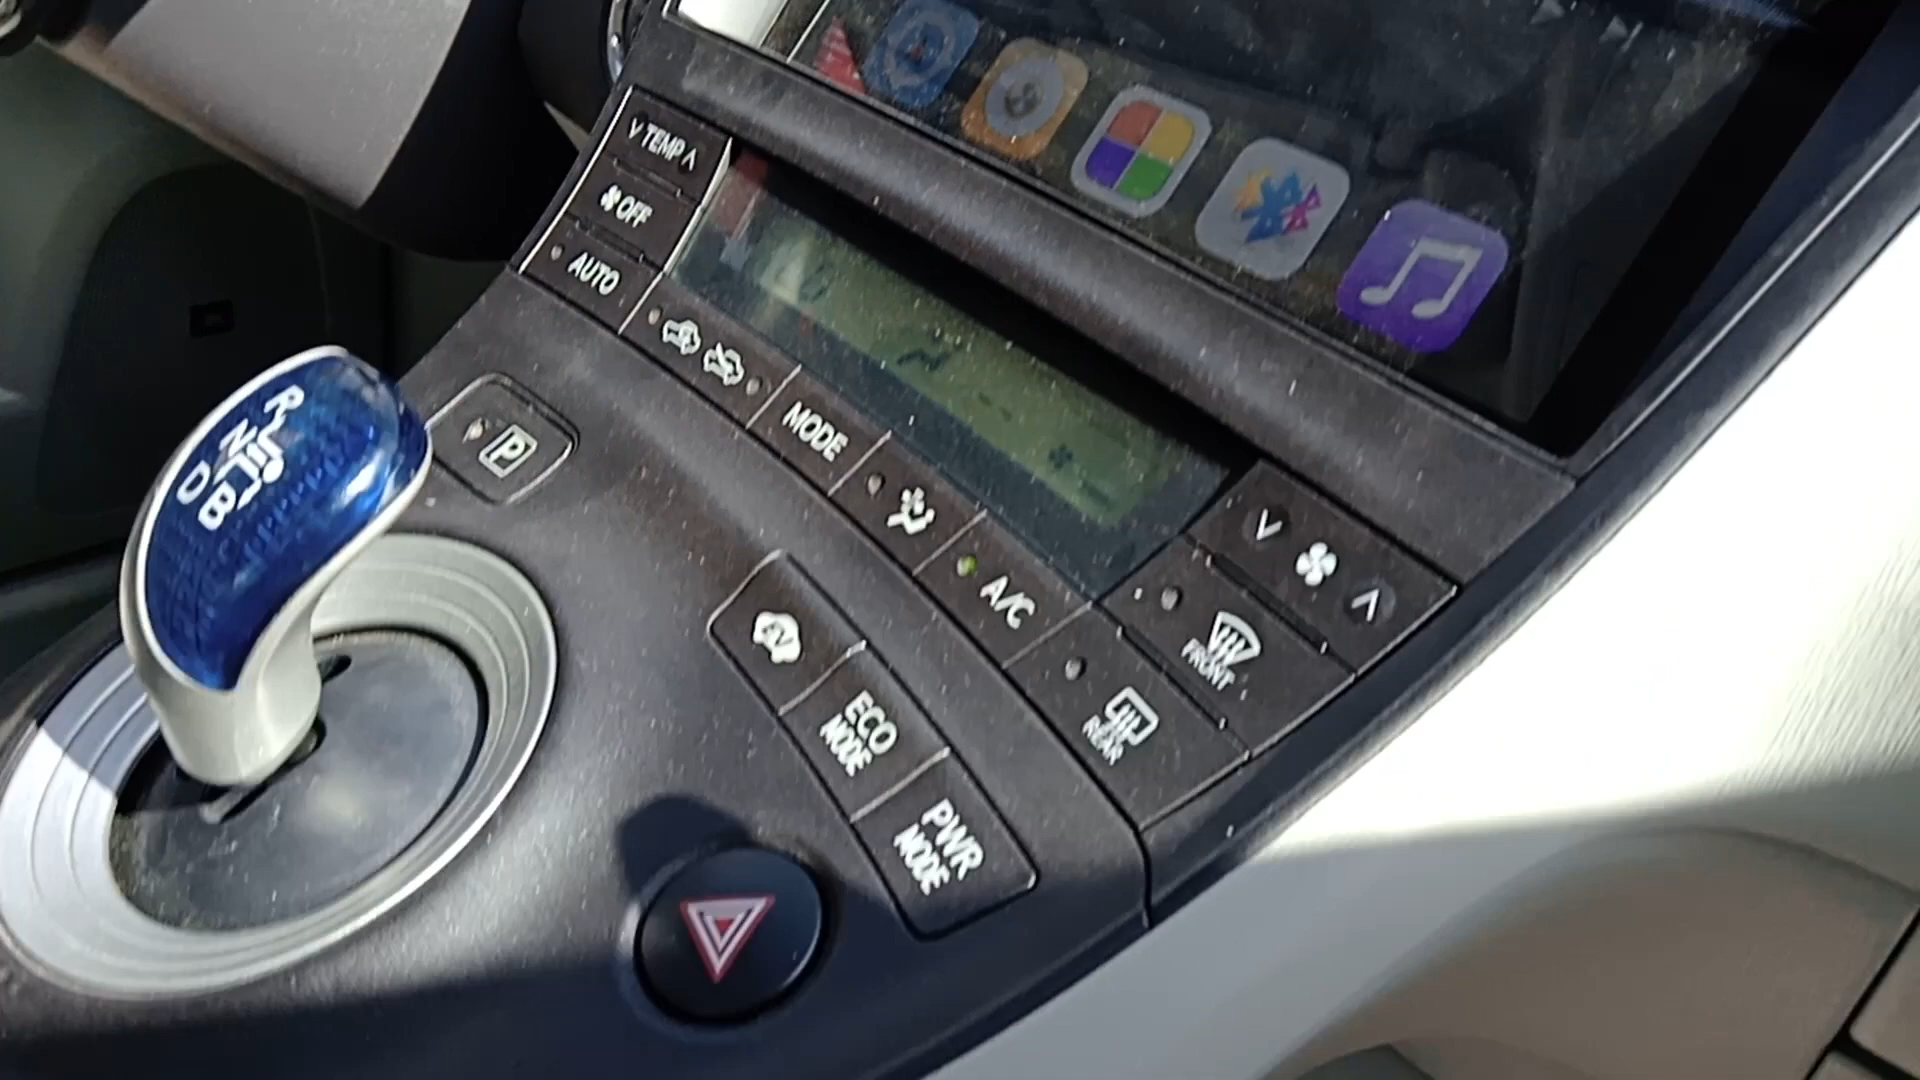 ∨ TEMP ∧
OFF
AUTO
MODE
A/C
FRONT
REAR
P
R
N
D B
EV
ECO
MODE
PWR
MODE